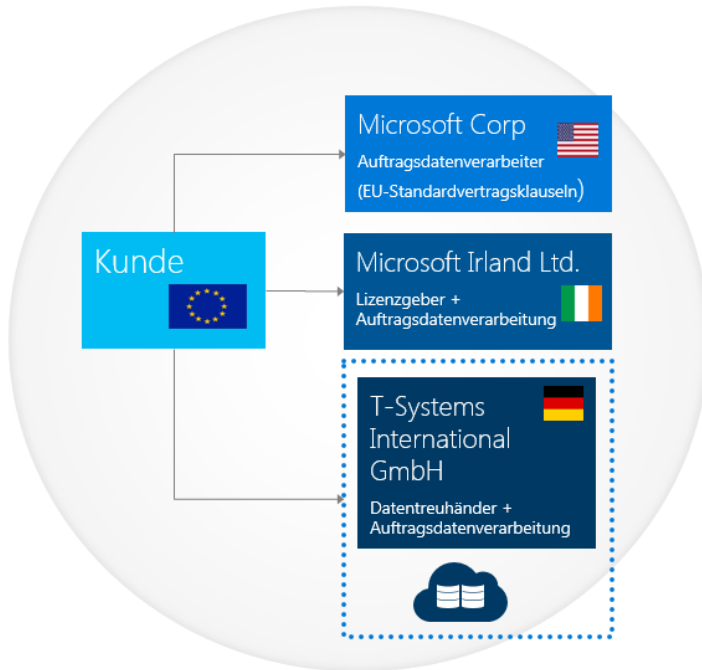 Microsoft Corp
Auftragsdatenverarbeiter
(EU-Standardvertragsklauseln)
Kunde
Microsoft Irland Ltd.
Lizenzgeber +
Auftragsdatenverarbeitung
T-Systems
International
GmbH
Datentreuhänder +
Auftragsdatenverarbeitung